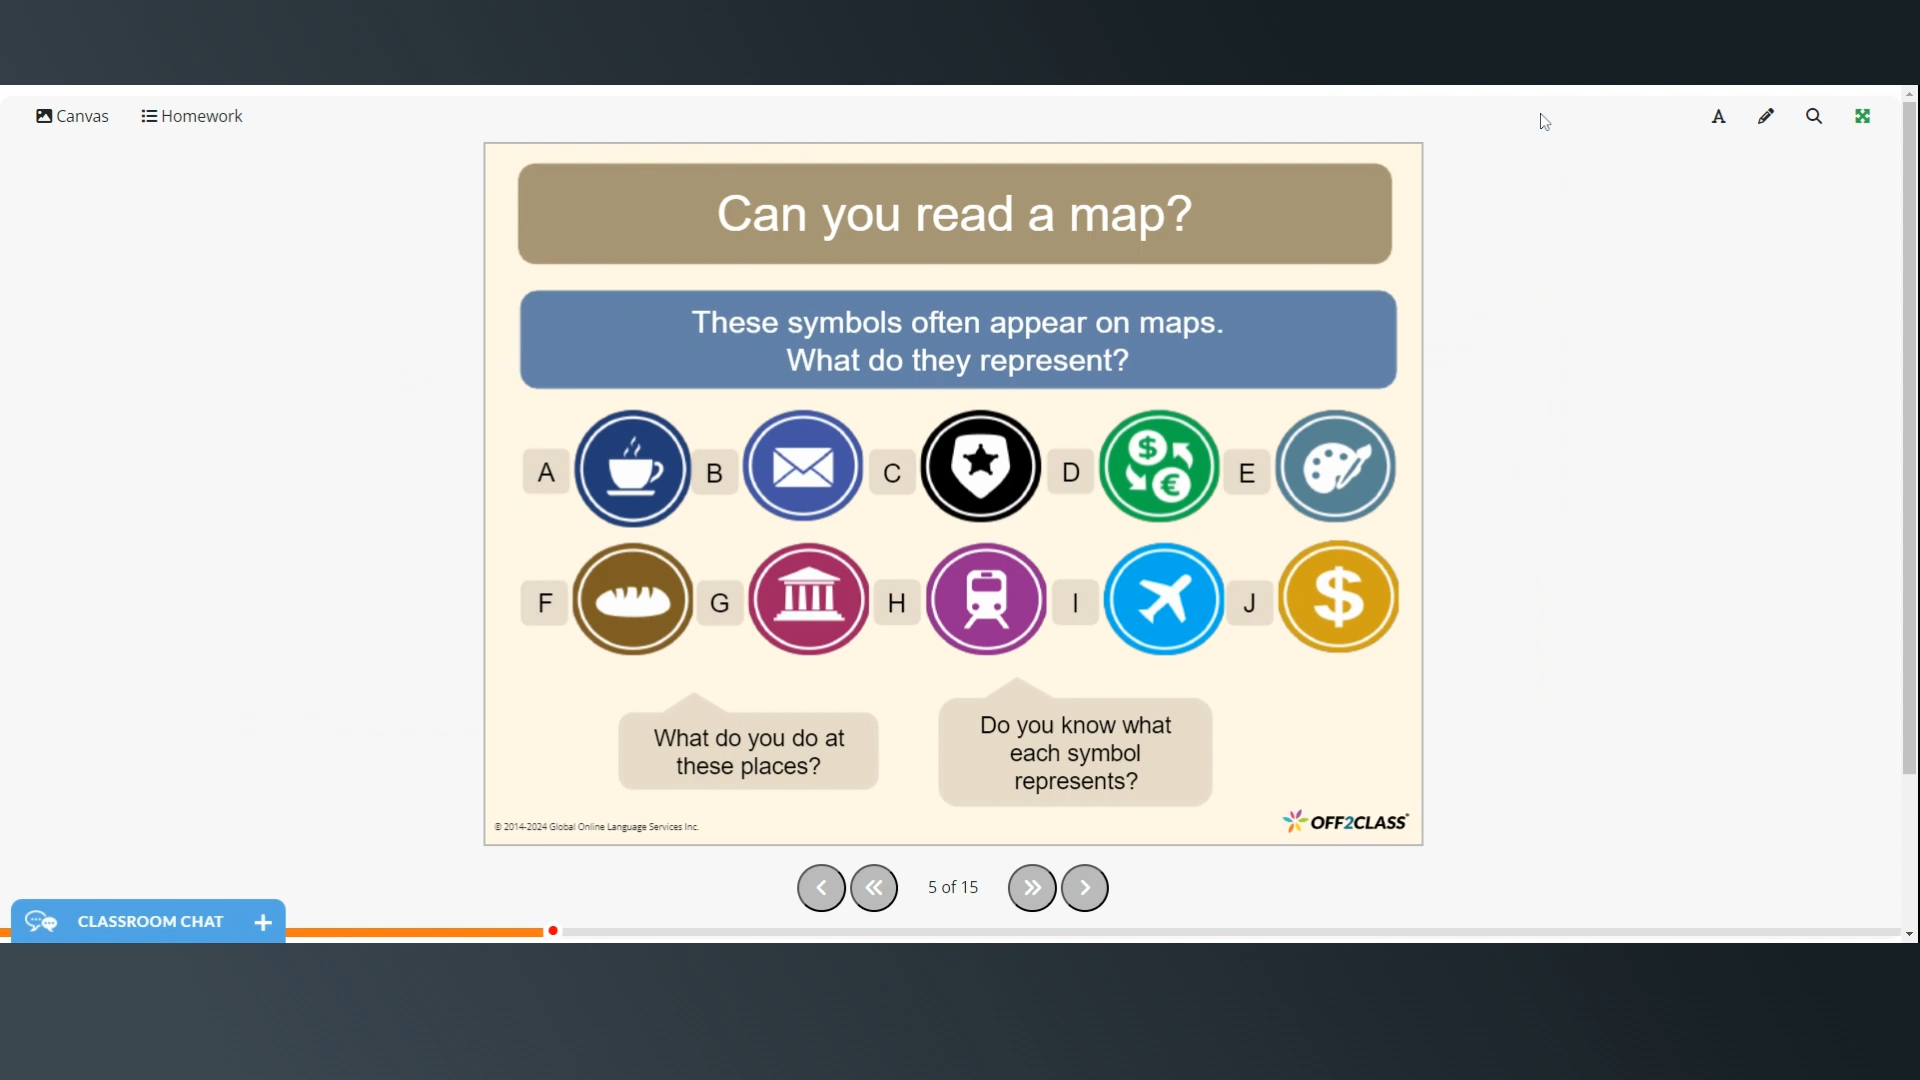 Canvas
Homework
A
Can you read a map?
These symbols often appear on maps.
What do they represent?
A B C D $ € E
F G H I J $
What do you do at
these places?
Do you know what
each symbol
represents?
© 2014-2024 Global Online Language Services Inc.
OFF2CLASS®
5 of 15
CLASSROOM CHAT +